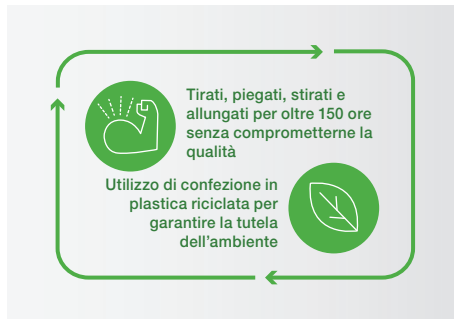 Tirati, piegati, stirati e
allungati per oltre 150 ore
senza comprometterne la
qualità
Utilizzo di confezione in
plastica riciclata per
garantire la tutela
dell'ambiente